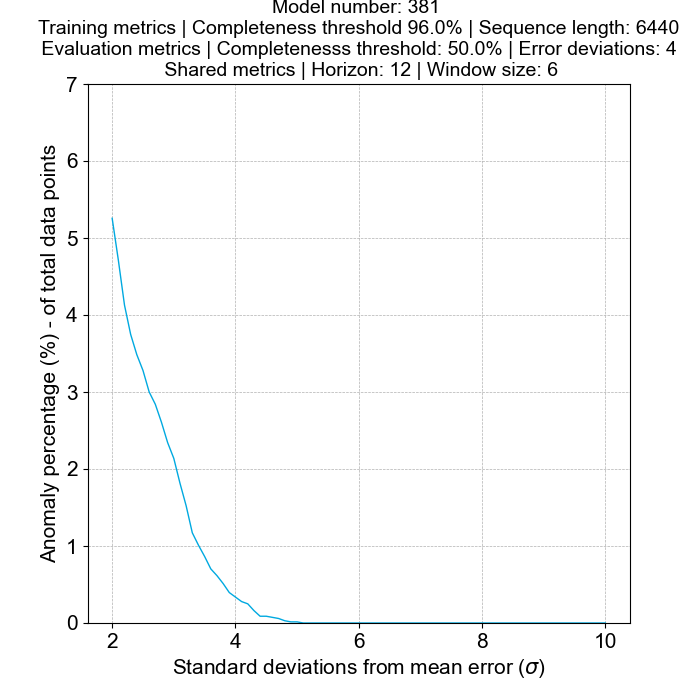 Model number: 381
Training metrics | Completeness threshold 96.0% | Sequence length: 6440
Evaluation metrics | Completenesss threshold: 50.0% | Error deviations: 4
Shared metrics | Horizon: 12 | Window size: 6
7
6
5
4
3
2
1
0
Anomaly percentage (%) - of total data points
2 4 6 8 10
Standard deviations from mean error (σ)